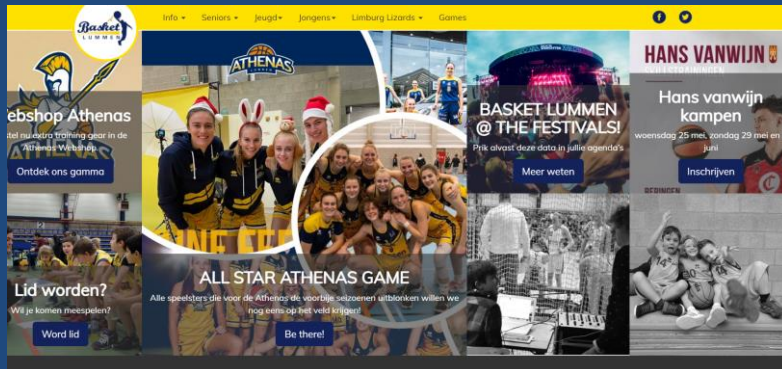 Basket
LUMMEN
Info
Seniors
Jeugd
Jongens
Limburg Lizards
Games
ebshop Athenas
stel nu extra training gear in de
Athenas Webshop
Ontdek ons gamma
Lid worden?
Wil je komen meespelen?
Word lid
ATHENAS
ALL STAR ATHENAS GAME
Alle speelsters die voor de Athenas de voorbije seizoenen uitblonken willen we
nog eens op het veld krijgen!
Be there!
BASKET LUMMEN
@ THE FESTIVALS!
Prik alvast deze data in jullie agenda's
Meer weten
HANS VANWIJN
Hans vanwijn
kampen
woensdag 25 mei, zondag 29 mei en
juni
Inschrijven
BERINGEN
14
14